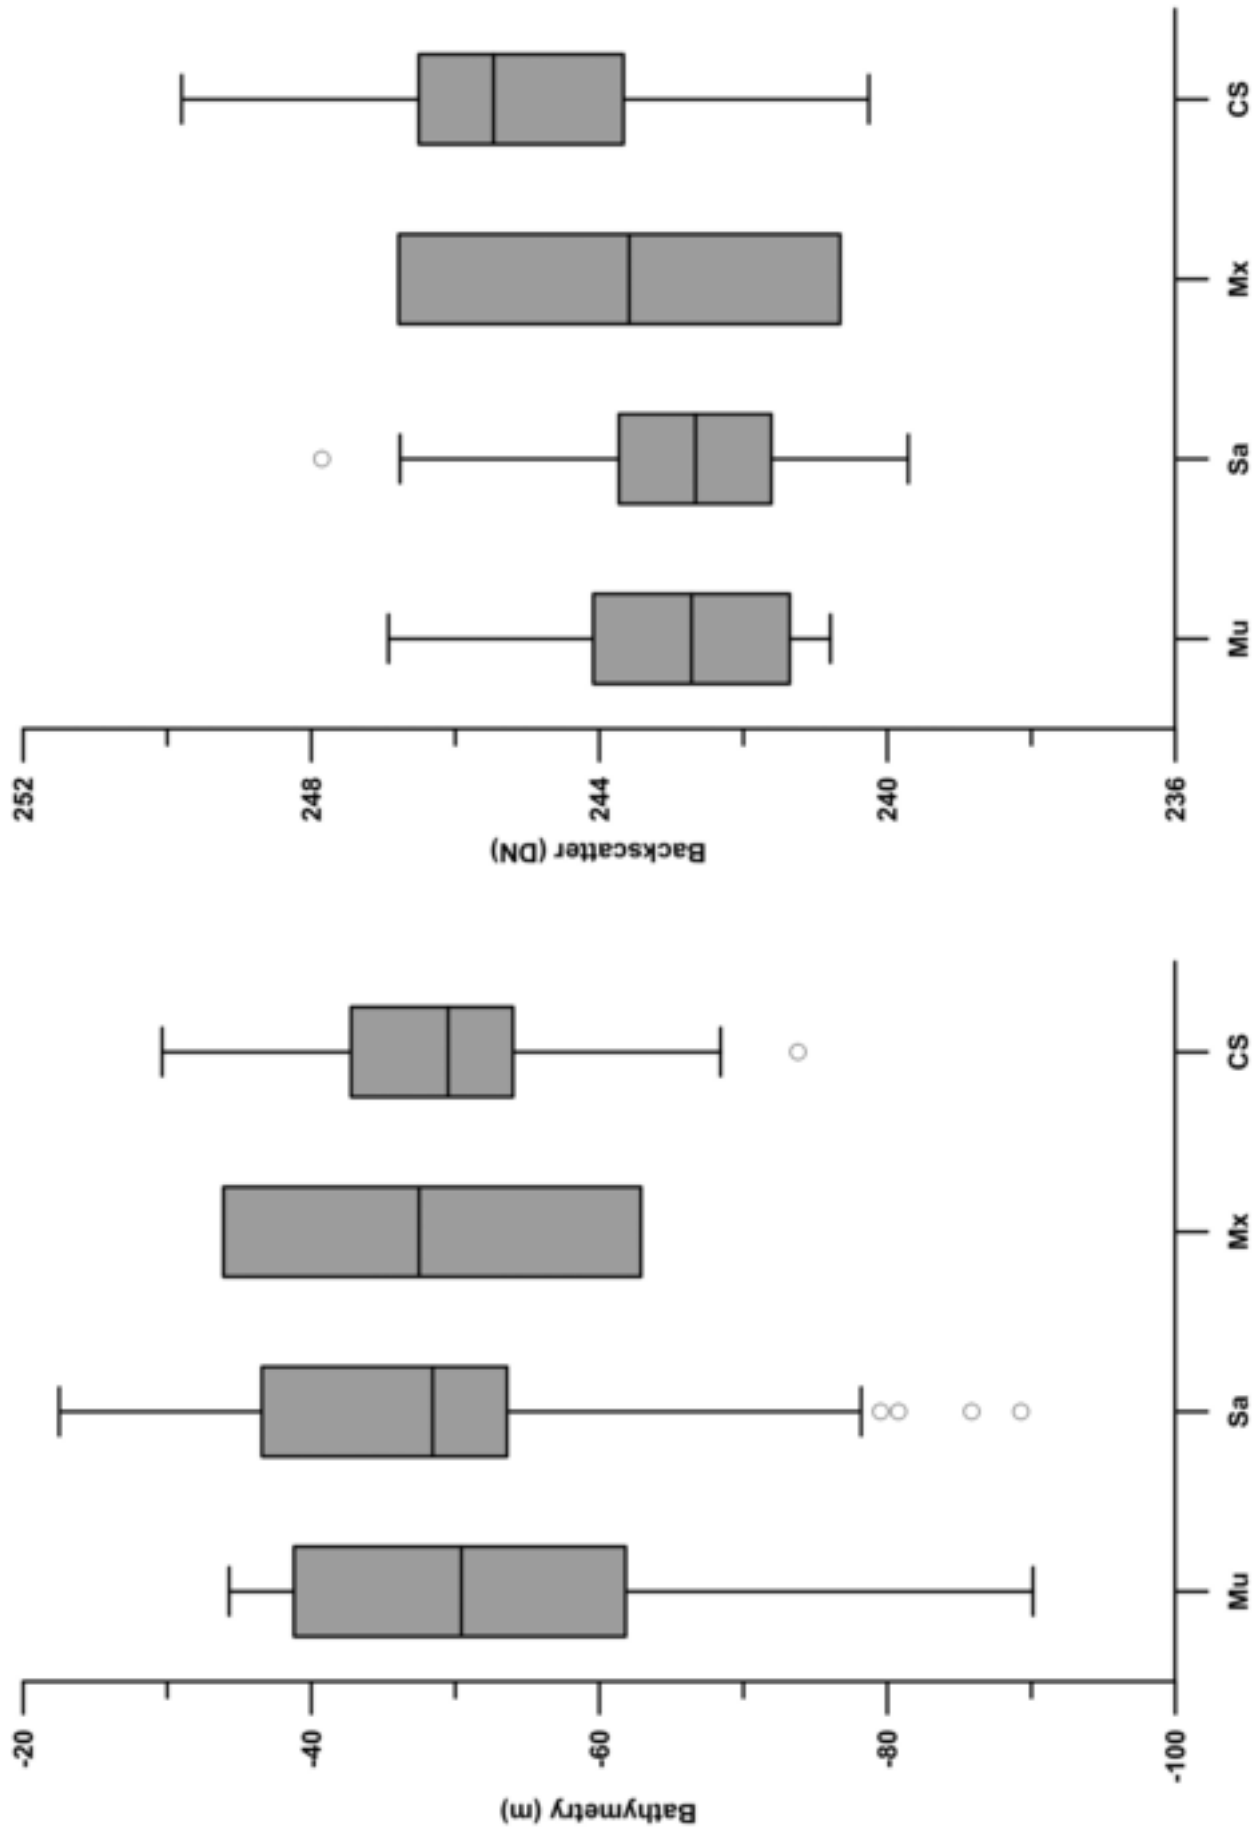 Bathymetry (m)
-20
-40
-60
-80
-100
Mu
Sa
Mx
CS
Backscatter (DN)
252
248
244
240
236
Mu
Sa
Mx
CS